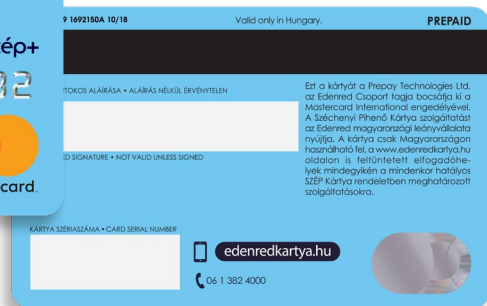 zép+
32
card.
9 1692150A 10/18
Valid only in Hungary.
PREPAID
TOKOS ALÁÍRÁSA • ALÁÍRÁS NÉLKÜL ÉRVÉNYTELEN
ED SIGNATURE • NOT VALID UNLESS SIGNED
Ezt a kártyát a Prepay Technologies Ltd.
az Edenred Csoport tagja bocsátja ki a
Mastercard International engedélyével.
A Széchenyi Pihenő Kártya szolgáltatást
az Edenred magyarországi leányvállalata
nyújtja. A kártya csak Magyarországon
használható fel, a www.edenredkartya.hu
oldalon is feltüntetett elfogadóhe-
lyek mindegyikén a mindenkor hatályos
SZÉP Kártya rendeletben meghatározott
szolgáltatásokra.
KÁRTYA SZÉRIASZÁMA • CARD SERIAL NUMBER
edenredkartya.hu
06 1 382 4000